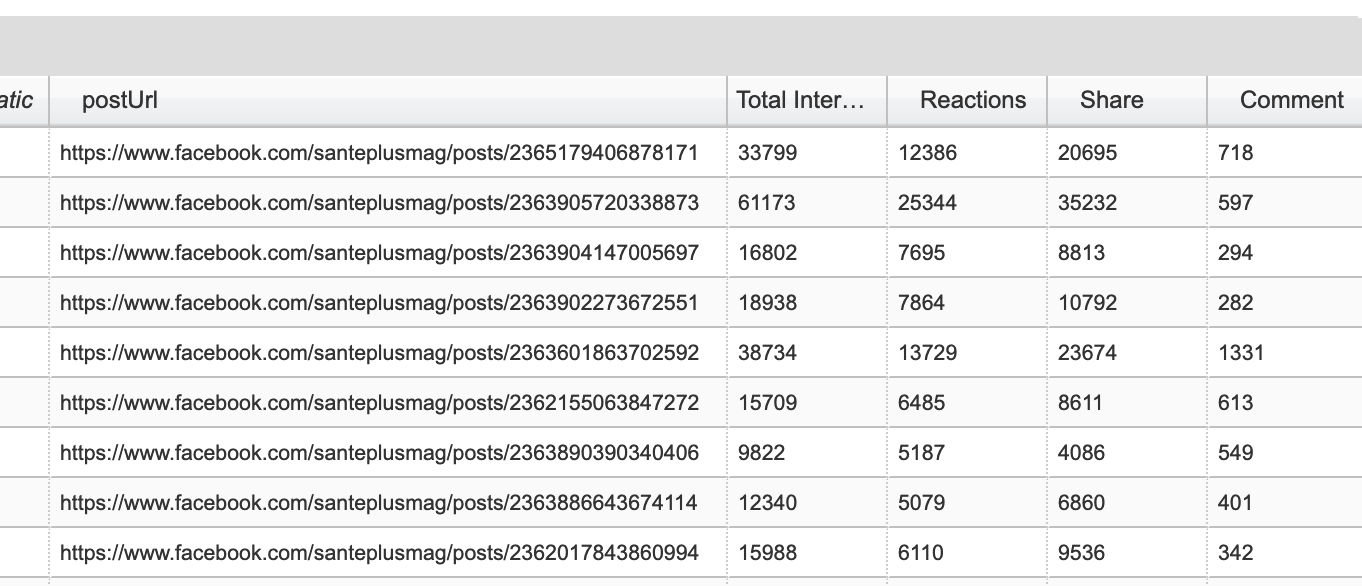 atic postUrl Total Inter… Reactions Share Comment
https://www.facebook.com/santeplusmag/posts/2365179406878171 33799 12386 20695 718
https://www.facebook.com/santeplusmag/posts/2363905720338873 61173 25344 35232 597
https://www.facebook.com/santeplusmag/posts/2363904147005697 16802 7695 8813 294
https://www.facebook.com/santeplusmag/posts/2363902273672551 18938 7864 10792 282
https://www.facebook.com/santeplusmag/posts/2363601863702592 38734 13729 23674 1331
https://www.facebook.com/santeplusmag/posts/2362155063847272 15709 6485 8611 613
https://www.facebook.com/santeplusmag/posts/2363890390340406 9822 5187 4086 549
https://www.facebook.com/santeplusmag/posts/2363886643674114 12340 5079 6860 401
https://www.facebook.com/santeplusmag/posts/2362017843860994 15988 6110 9536 342